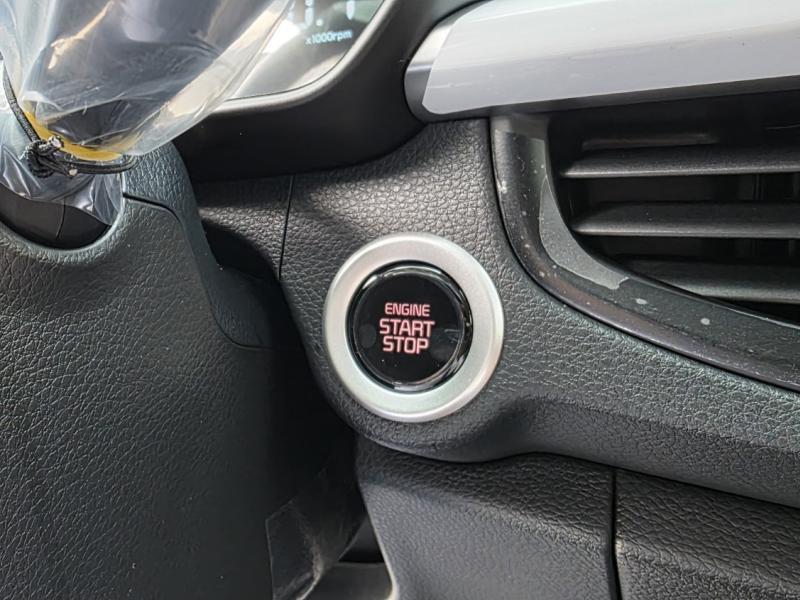 x1000rpm
ENGINE
START
STOP